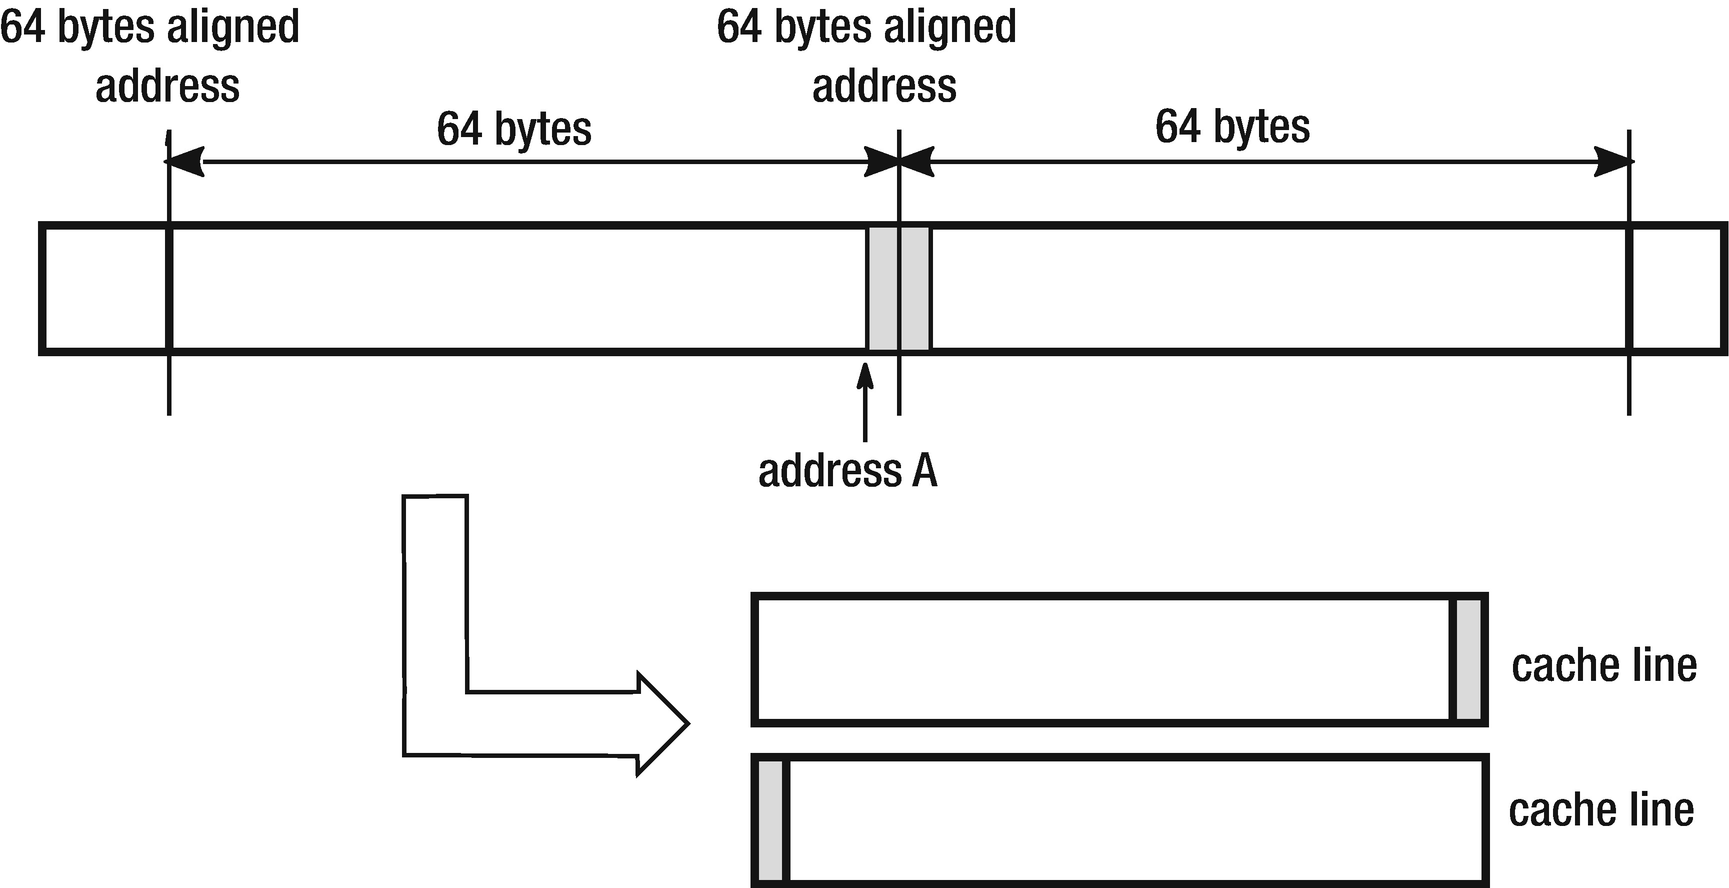 64 bytes aligned
address
64 bytes aligned
address
64 bytes
64 bytes
address A
cache line
cache line